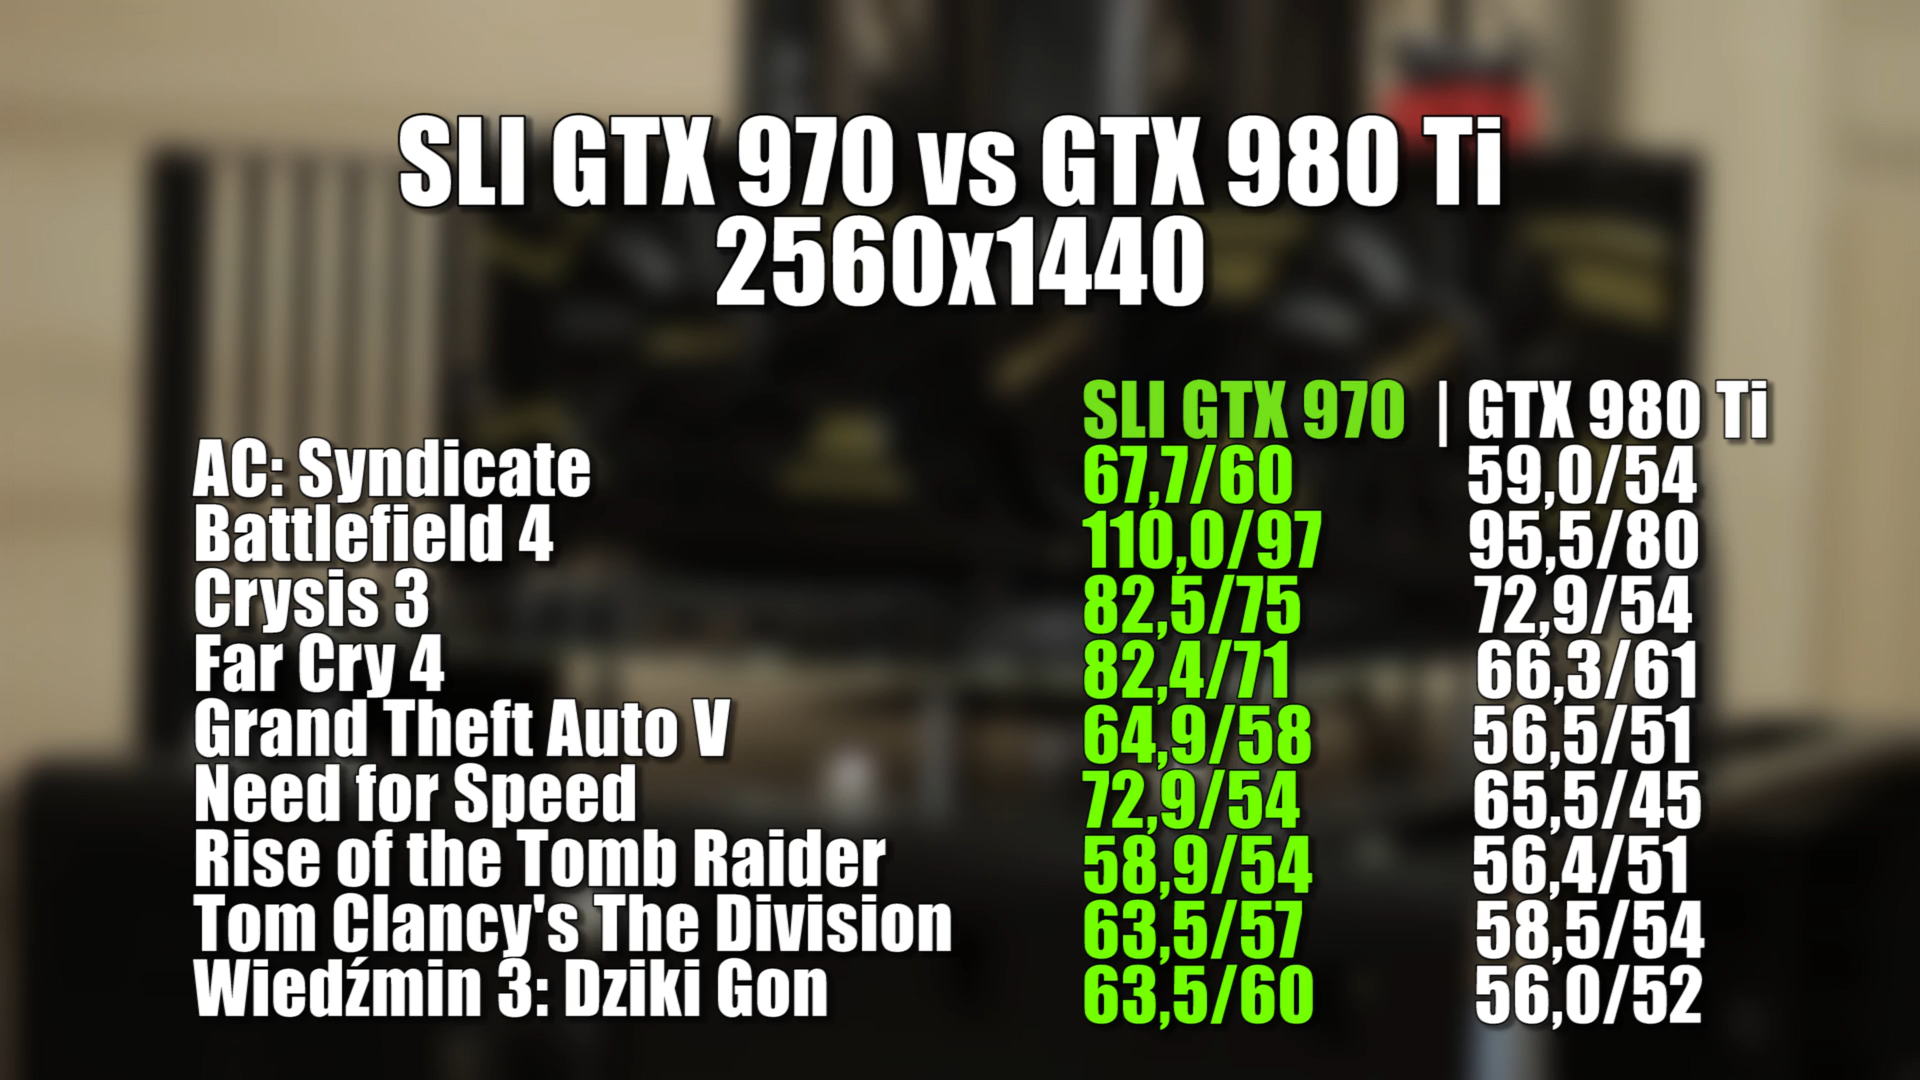 SLI GTX 970 vs GTX 980 Ti
2560x1440
SLI GTX 970 | GTX 980 Ti
AC: Syndicate 67,7/60 59,0/54
Battlefield 4 110,0/97 95,5/80
Crysis 3 82,5/75 72,9/54
Far Cry 4 82,4/71 66,3/61
Grand Theft Auto V 64,9/58 56,5/51
Need for Speed 72,9/54 65,5/45
Rise of the Tomb Raider 58,9/54 56,4/51
Tom Clancy's The Division 63,5/57 58,5/54
Wiedźmin 3: Dziki Gon 63,5/60 56,0/52